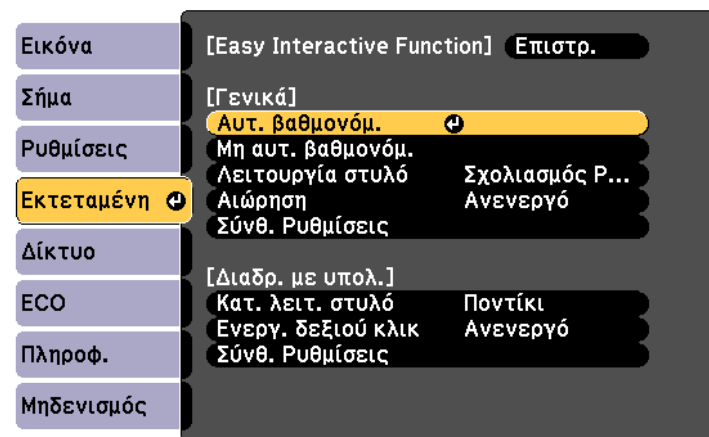 Εικόνα
Σήμα
Ρυθμίσεις
Εκτεταμένη
Δίκτυο
ECO
Πληροφ.
Μηδενισμός
[Easy Interactive Function] Επιστρ.
[Γενικά]
Αυτ. βαθμονόμ.
Μη αυτ. βαθμονόμ.
Λειτουργία στυλό Σχολιασμός Ρ...
Αιώρηση Ανενεργό
Σύνθ. Ρυθμίσεις
[Διαδρ. με υπολ.]
Κατ. λειτ. στυλό Ποντίκι
Ενεργ. δεξιού κλικ Ανενεργό
Σύνθ. Ρυθμίσεις